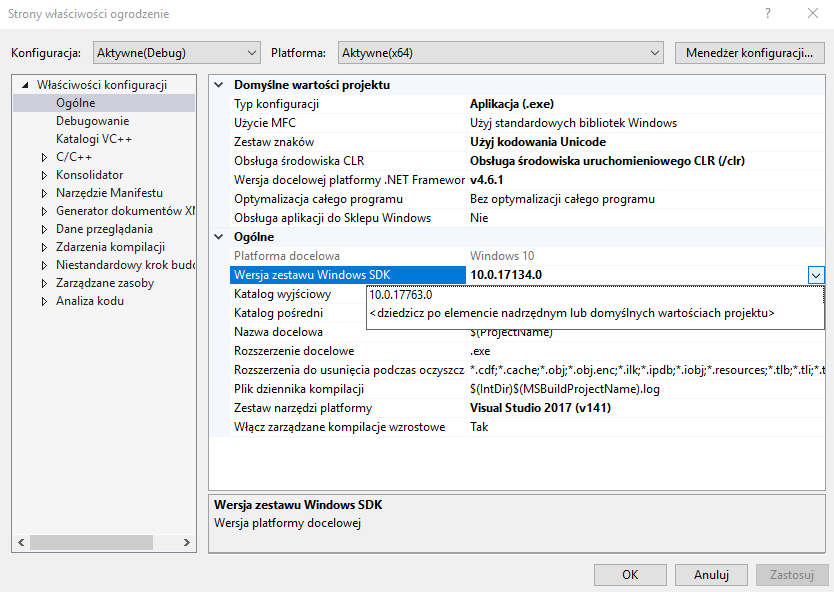 Strony właściwości ogrodzenie
Konfiguracja: Aktywne(Debug) Platforma: Aktywne(x64) Menedżer konfiguracji...
Właściwości konfiguracji
Ogólne
Debugowanie
Katalogi VC++
C/C++
Konsolidator
Narzędzie Manifestu
Generator dokumentów XM
Dane przeglądania
Zdarzenia kompilacji
Niestandardowy krok budo
Zarządzane zasoby
Analiza kodu
Domyślne wartości projektu
Typ konfiguracji Aplikacja (.exe)
Użycie MFC Użyj standardowych bibliotek Windows
Zestaw znaków Użyj kodowania Unicode
Obsługa środowiska CLR Obsługa środowiska uruchomieniowego CLR (/clr)
Wersja docelowej platformy .NET Framewor v4.6.1
Optymalizacja całego programu Bez optymalizacji całego programu
Obsługa aplikacji do Sklepu Windows Nie
Ogólne
Platforma docelowa Windows 10
Wersja zestawu Windows SDK 10.0.17134.0
Katalog wyjściowy 10.0.17763.0
Katalog pośredni <dziedzicz po elemencie nadrzędnym lub domyślnych wartościach projektu>
Nazwa docelowa $(ProjectName)
Rozszerzenie docelowe .exe
Rozszerzenia do usunięcia podczas oczyszcz *.cdf;*.cache;*.obj;*.obj.enc;*.ilk;*.ipdb;*.iobj;*.resources;*.tlb;*.tli;*.t
Plik dziennika kompilacji $(IntDir)$(MSBuildProjectName).log
Zestaw narzędzi platformy Visual Studio 2017 (v141)
Włącz zarządzane kompilacje wzrostowe Tak
Wersja zestawu Windows SDK
Wersja platformy docelowej
OK Anuluj Zastosuj